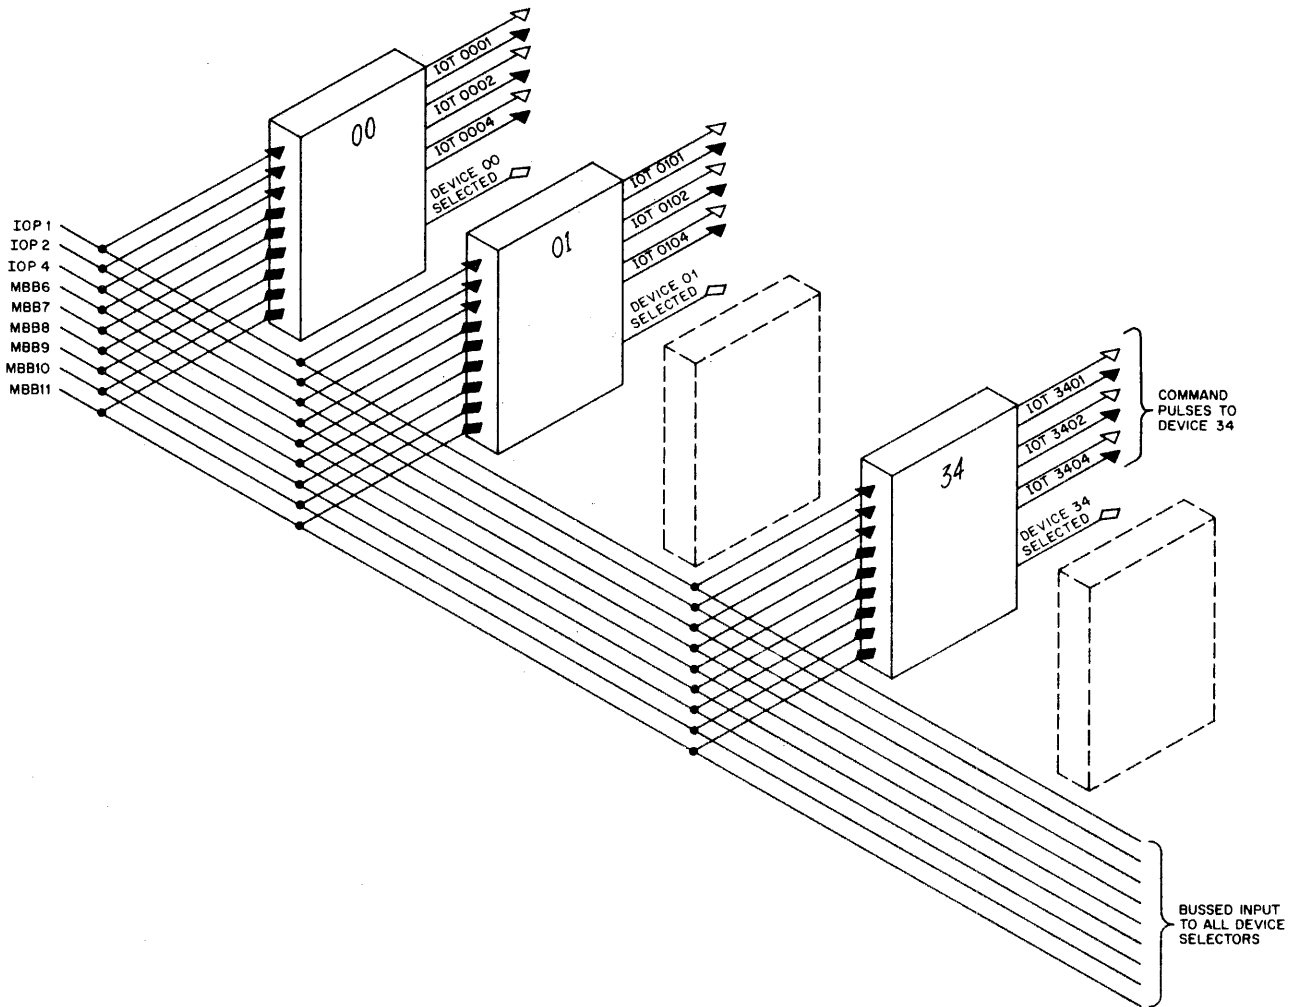 IOT 0001
IOT 0002
IOT 0004
DEVICE 00
SELECTED
00
IOT 0101
IOT 0102
IOT 0104
DEVICE 01
SELECTED
01
IOP 1
IOP 2
IOP 4
MBB6
MBB7
MBB8
MBB9
MBB10
MBB11
IOT 3401
IOT 3402
IOT 3404
DEVICE 34
SELECTED
34
COMMAND
PULSES TO
DEVICE 34
BUSSED INPUT
TO ALL DEVICE
SELECTORS